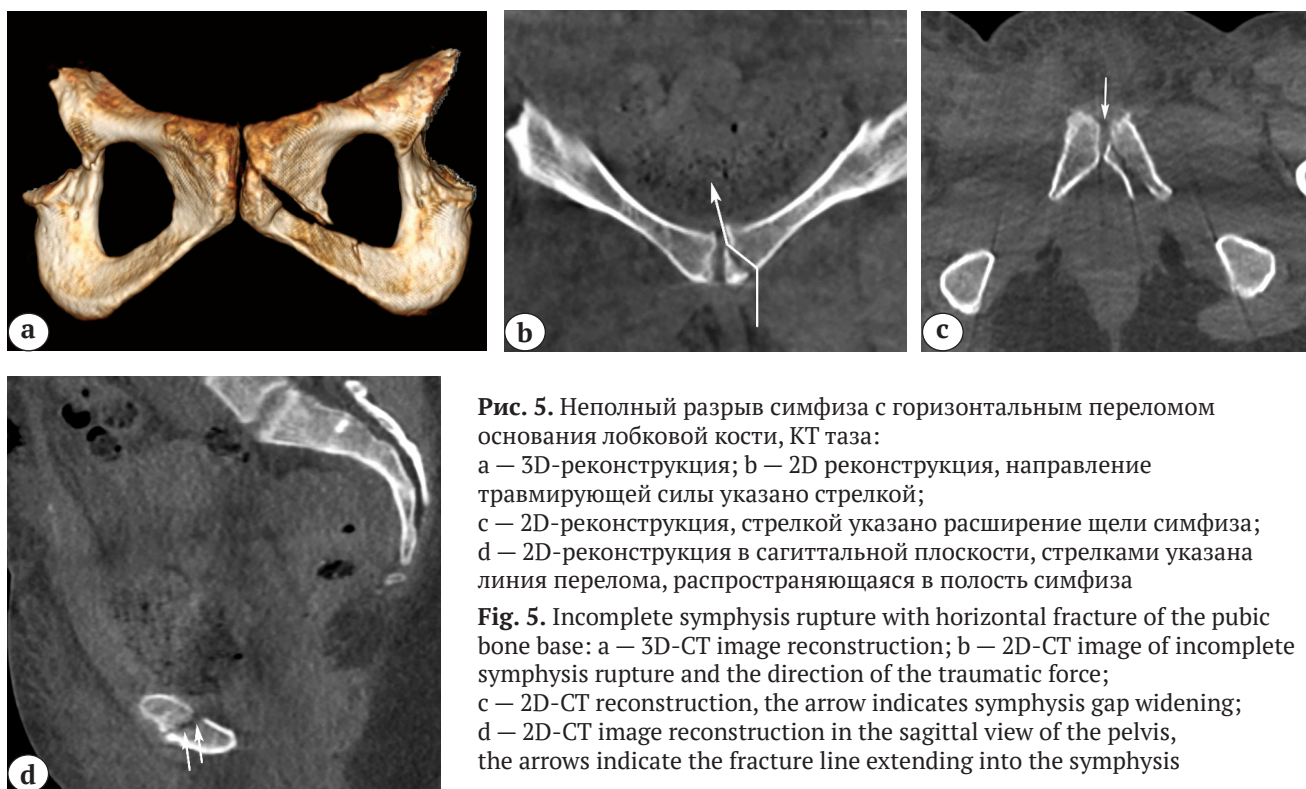 a
b
c
d
Рис. 5. Неполный разрыв симфиза с горизонтальным переломом
основания лобковой кости, КТ таза:
a — 3D-реконструкция; b — 2D реконструкция, направление
травмирующей силы указано стрелкой;
c — 2D-реконструкция, стрелкой указано расширение щели симфиза;
d — 2D-реконструкция в сагиттальной плоскости, стрелками указана
линия перелома, распространяющаяся в полость симфиза
Fig. 5. Incomplete symphysis rupture with horizontal fracture of the pubic
bone base: a — 3D-CT image reconstruction; b — 2D-CT image of incomplete
symphysis rupture and the direction of the traumatic force;
c — 2D-CT reconstruction, the arrow indicates symphysis gap widening;
d — 2D-CT image reconstruction in the sagittal view of the pelvis,
the arrows indicate the fracture line extending into the symphysis